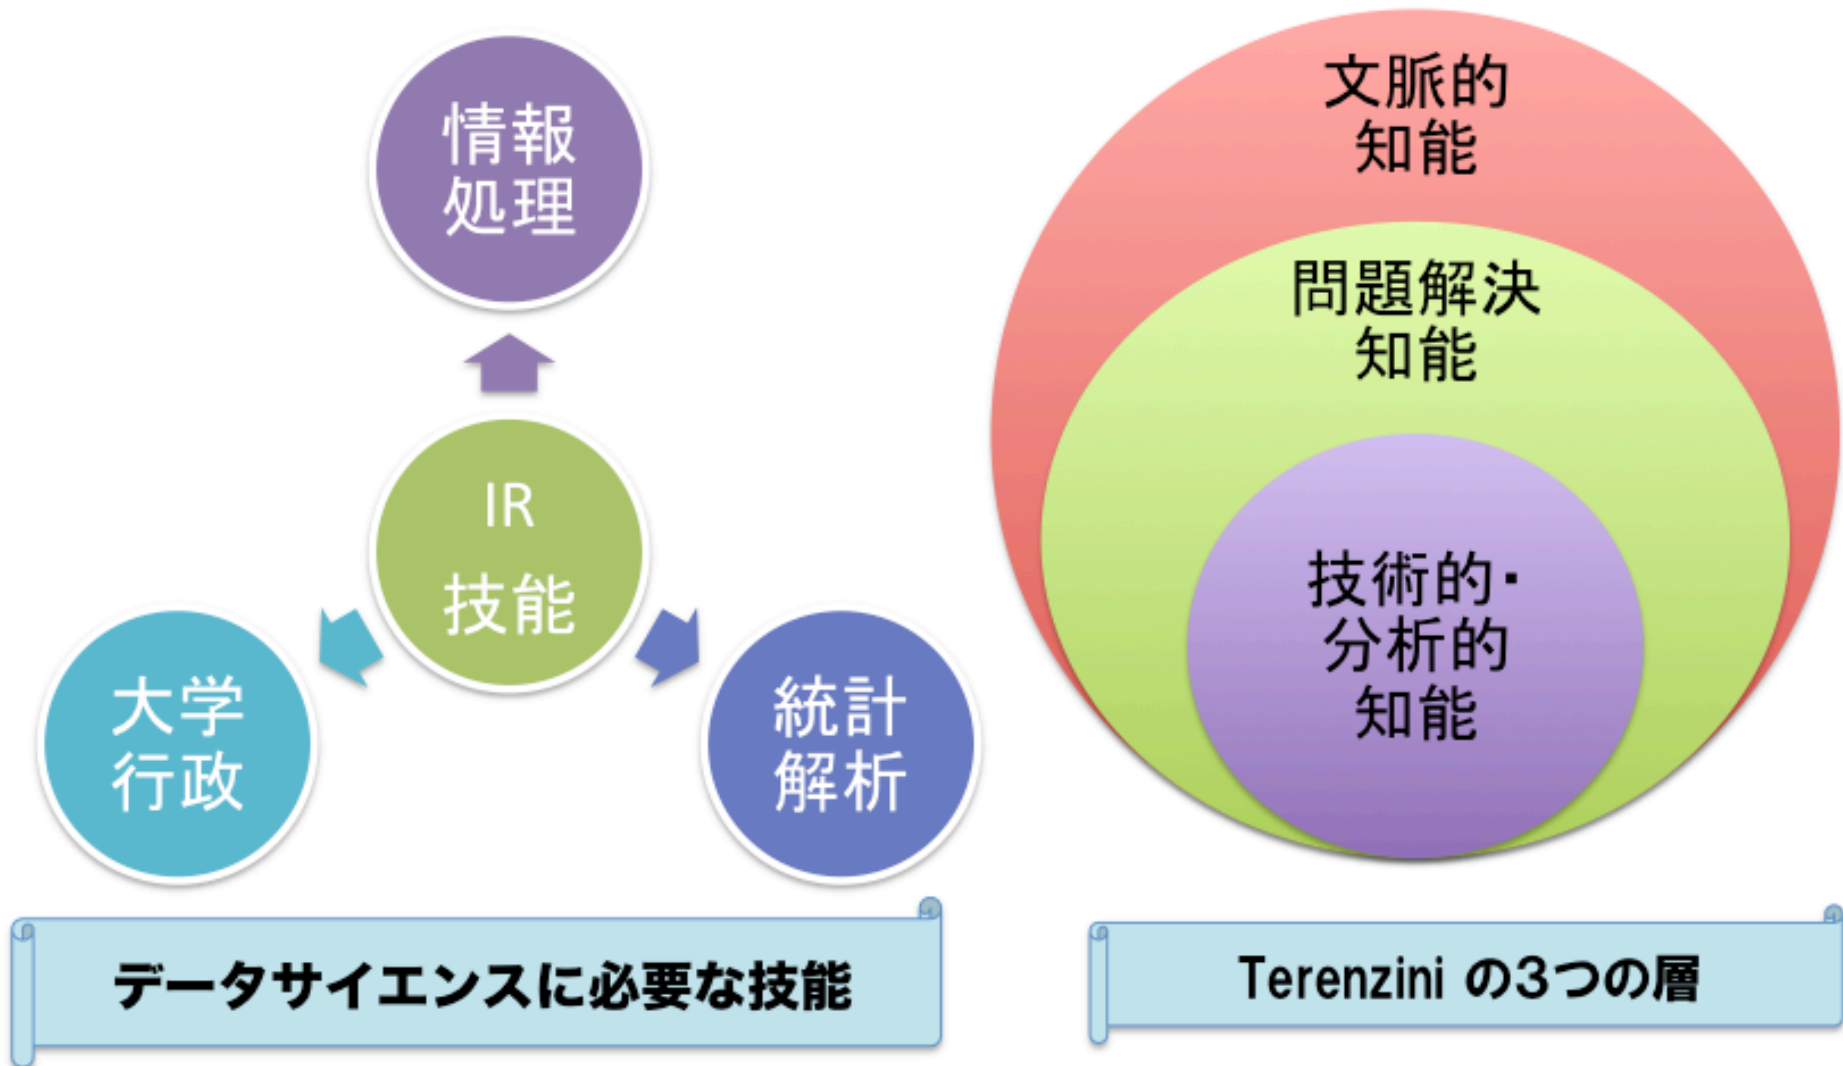 情報
処理
IR
技能
大学
行政
統計
解析
データサイエンスに必要な技能
文脈的
知能
問題解決
知能
技術的・
分析的
知能
Terenzini の3つの層